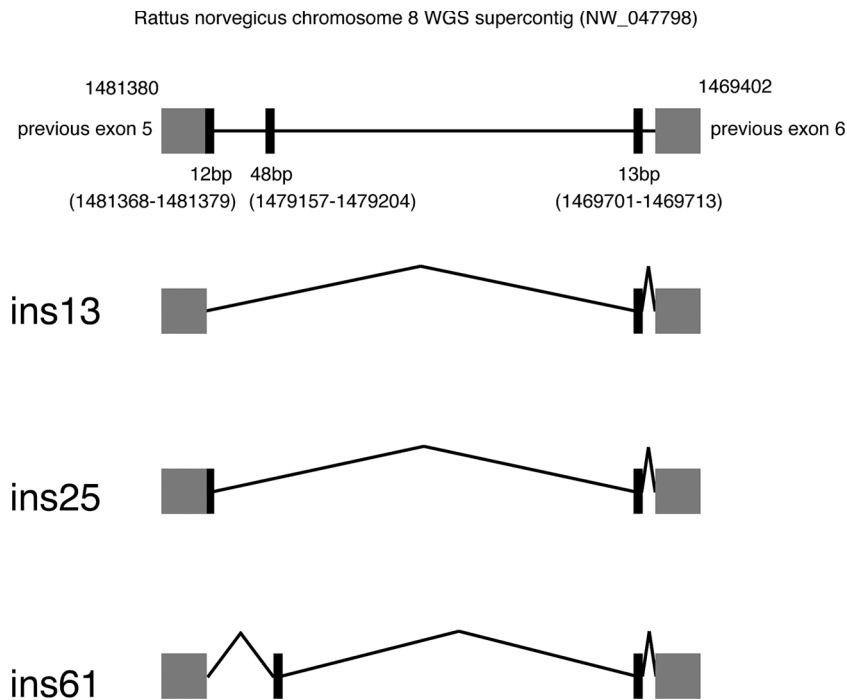 Rattus norvegicus chromosome 8 WGS supercontig (NW_047798)
1481380
1469402
previous exon 5
previous exon 6
12bp
48bp
13bp
(1481368-1481379)
(1479157-1479204)
(1469701-1469713)
ins13
ins25
ins61